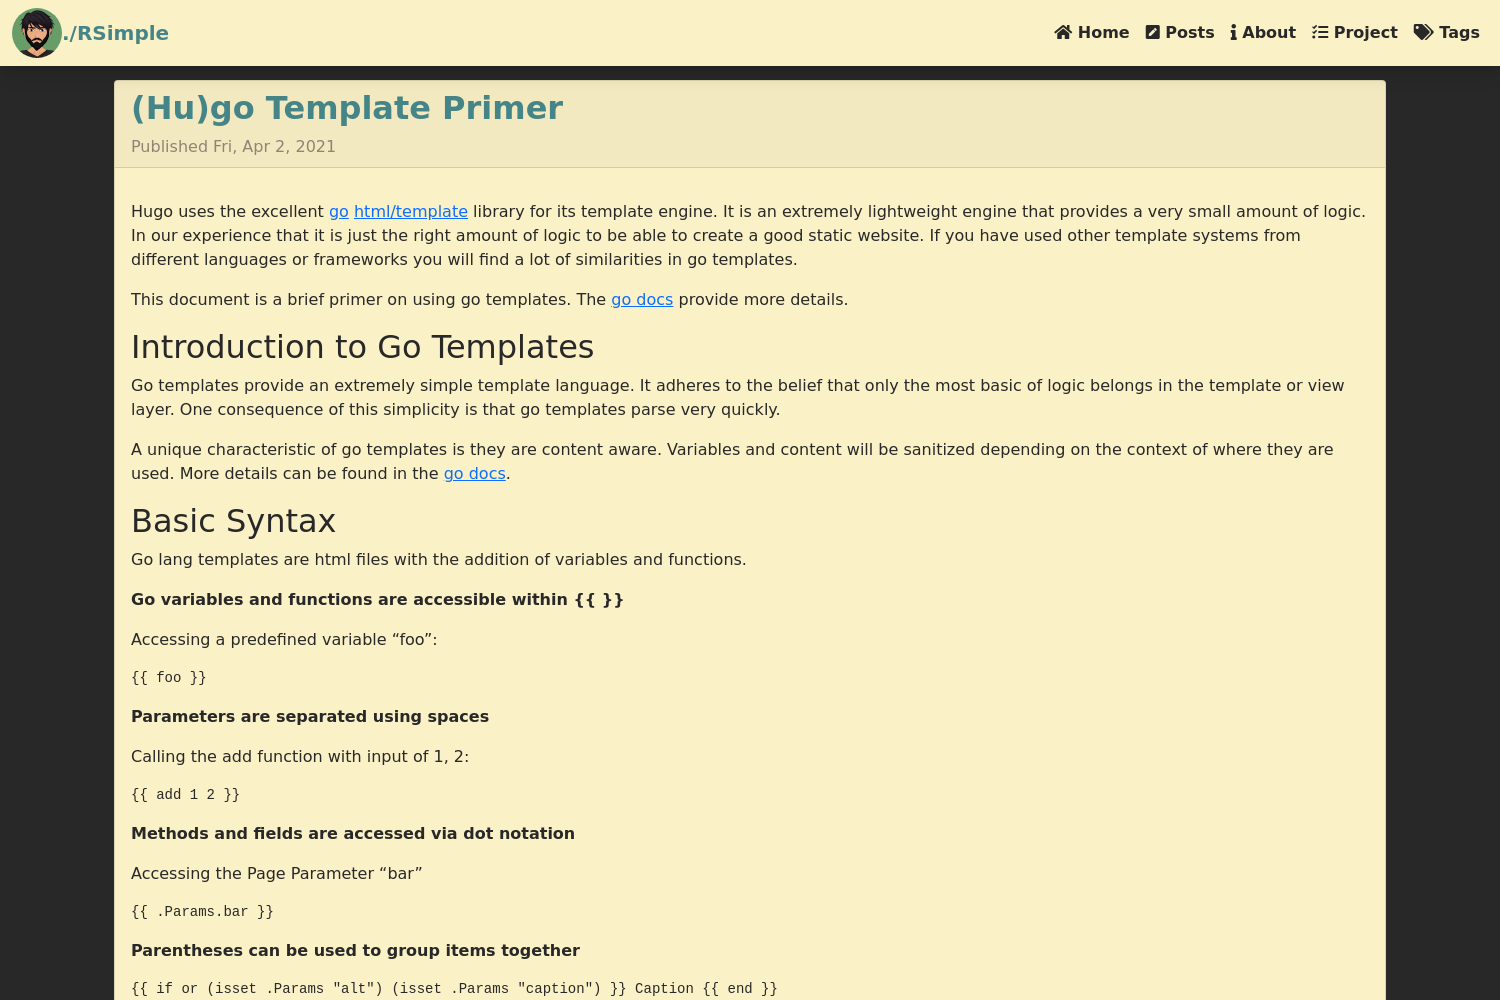 ./RSimple
Home Posts About Project Tags
(Hu)go Template Primer
Published Fri, Apr 2, 2021
Hugo uses the excellent go html/template library for its template engine. It is an extremely lightweight engine that provides a very small amount of logic.
In our experience that it is just the right amount of logic to be able to create a good static website. If you have used other template systems from
different languages or frameworks you will find a lot of similarities in go templates.
This document is a brief primer on using go templates. The go docs provide more details.
Introduction to Go Templates
Go templates provide an extremely simple template language. It adheres to the belief that only the most basic of logic belongs in the template or view
layer. One consequence of this simplicity is that go templates parse very quickly.
A unique characteristic of go templates is they are content aware. Variables and content will be sanitized depending on the context of where they are
used. More details can be found in the go docs.
Basic Syntax
Go lang templates are html files with the addition of variables and functions.
Go variables and functions are accessible within {{ }}
Accessing a predefined variable “foo”:
{{ foo }}
Parameters are separated using spaces
Calling the add function with input of 1, 2:
{{ add 1 2 }}
Methods and fields are accessed via dot notation
Accessing the Page Parameter “bar”
{{ .Params.bar }}
Parentheses can be used to group items together
{{ if or (isset .Params "alt") (isset .Params "caption") }} Caption {{ end }}